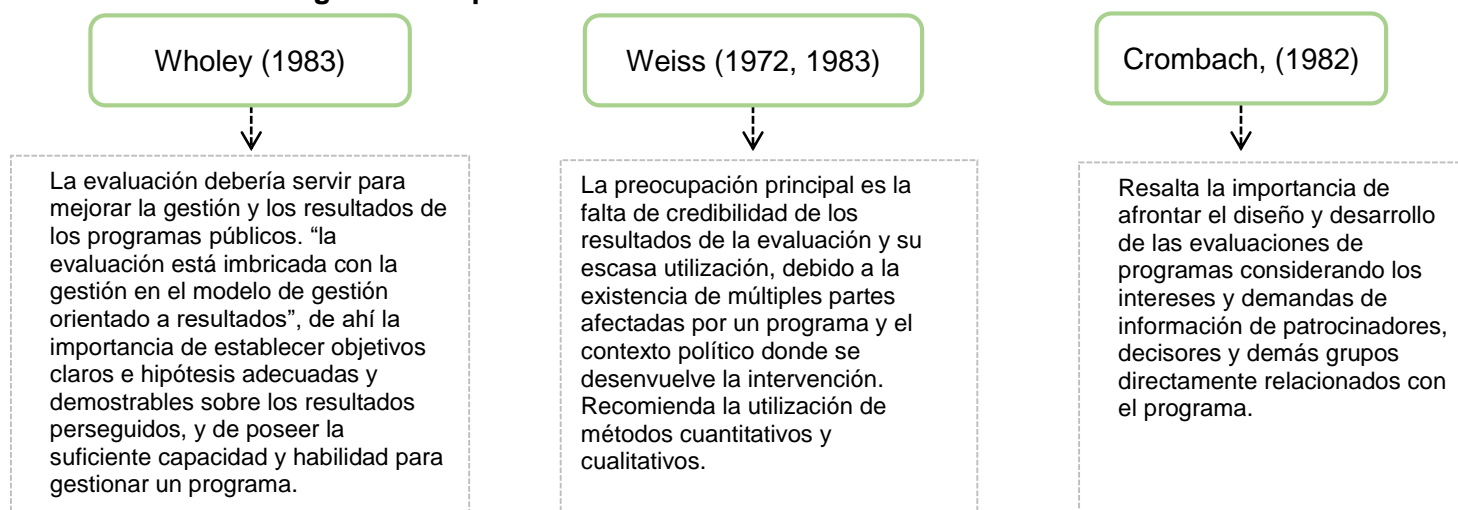 Wholey (1983)
La evaluación debería servir para
mejorar la gestión y los resultados de
los programas públicos. “la
evaluación está imbricada con la
gestión en el modelo de gestión
orientado a resultados”, de ahí la
importancia de establecer objetivos
claros e hipótesis adecuadas y
demostrables sobre los resultados
perseguidos, y de poseer la
suficiente capacidad y habilidad para
gestionar un programa.
Weiss (1972, 1983)
La preocupación principal es la
falta de credibilidad de los
resultados de la evaluación y su
escasa utilización, debido a la
existencia de múltiples partes
afectadas por un programa y el
contexto político donde se
desenvuelve la intervención.
Recomienda la utilización de
métodos cuantitativos y
cualitativos.
Crombach, (1982)
Resalta la importancia de
afrontar el diseño y desarrollo
de las evaluaciones de
programas considerando los
intereses y demandas de
información de patrocinadores,
decisores y demás grupos
directamente relacionados con
el programa.